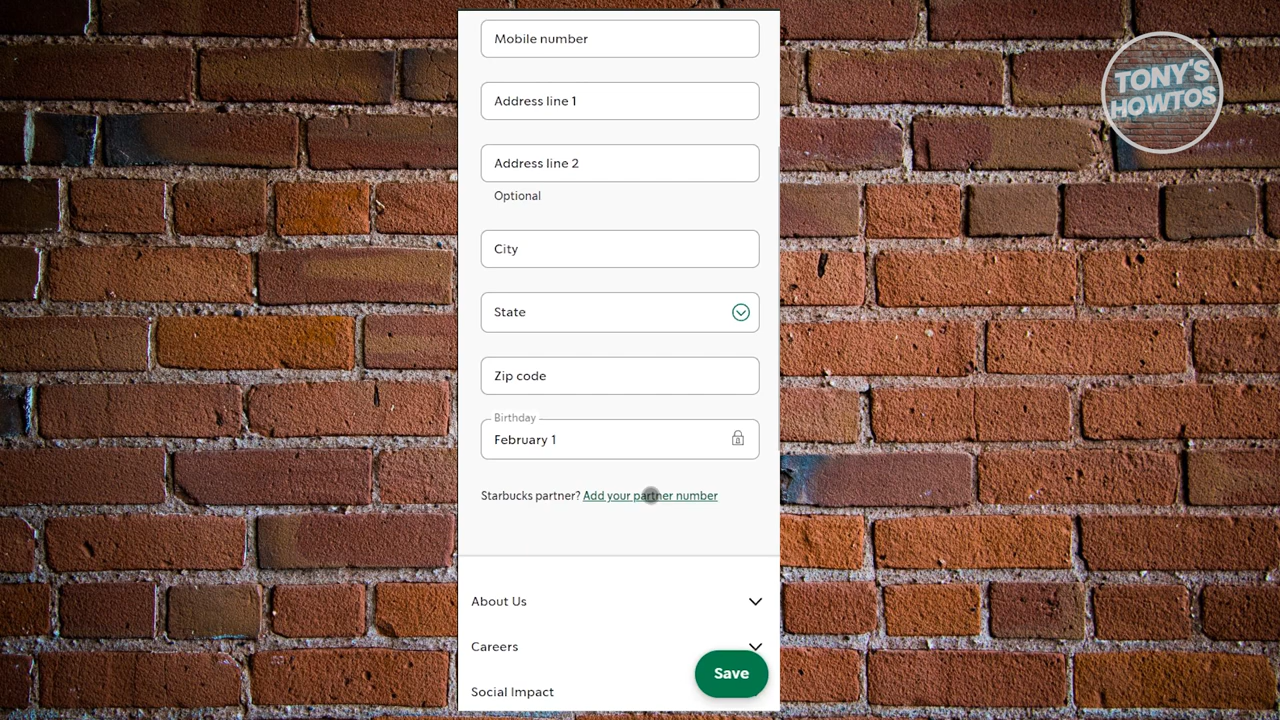 Mobile number
TONY'S
HOWTOS
Address line 1
Address line 2
Optional
City
State
Zip code
Birthday
February 1
Starbucks partner? Add your partner number
About Us
Careers
Save
Social Impact